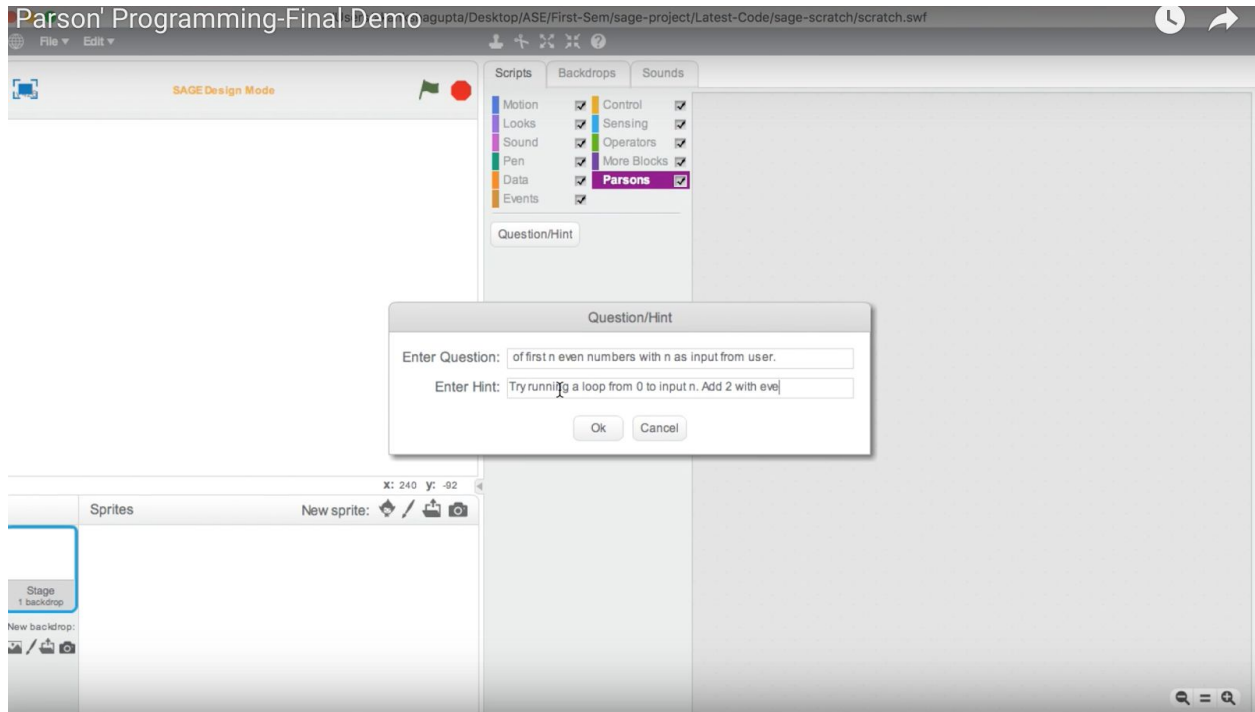 Parson' Programming-Final Demo
agupta/Desktop/ASE/First-Sem/sage-project/Latest-Code/sage-scratch/scratch.swf
File Edit
SAGE Design Mode
Scripts Backdrops Sounds
Motion Control
Looks Sensing
Sound Operators
Pen More Blocks
Data Parsons
Events
Question/Hint
Question/Hint
Enter Question: of first n even numbers with n as input from user.
Enter Hint: Try running a loop from 0 to input n. Add 2 with eve
Ok Cancel
x: 240 y: -92
Sprites New sprite:
Stage
1 backdrop
New backdrop: